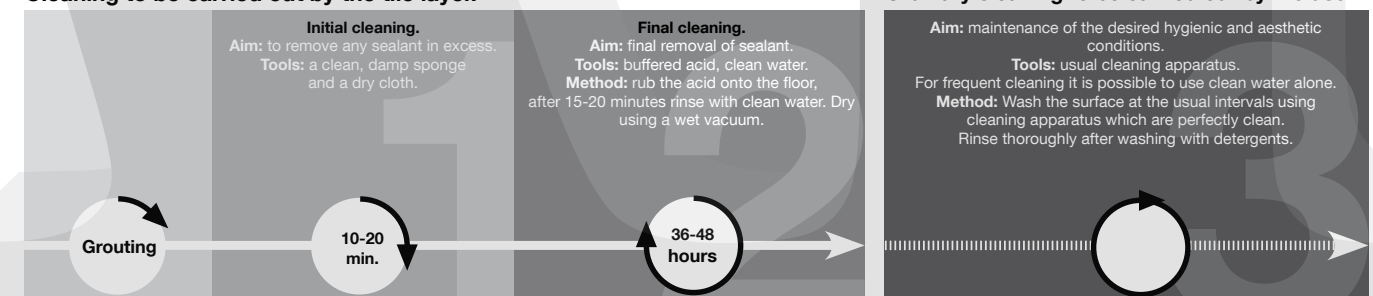 Initial cleaning.
Aim: to remove any sealant in excess.
Tools: a clean, damp sponge
and a dry cloth.
1
Final cleaning.
Aim: final removal of sealant.
Tools: buffered acid, clean water.
Method: rub the acid onto the floor,
after 15-20 minutes rinse with clean water. Dry
using a wet vacuum.
2
Aim: maintenance of the desired hygienic and aesthetic
conditions.
Tools: usual cleaning apparatus.
For frequent cleaning it is possible to use clean water alone.
Method: Wash the surface at the usual intervals using
cleaning apparatus which are perfectly clean.
Rinse thoroughly after washing with detergents.
3
Grouting
10-20
min.
36-48
hours